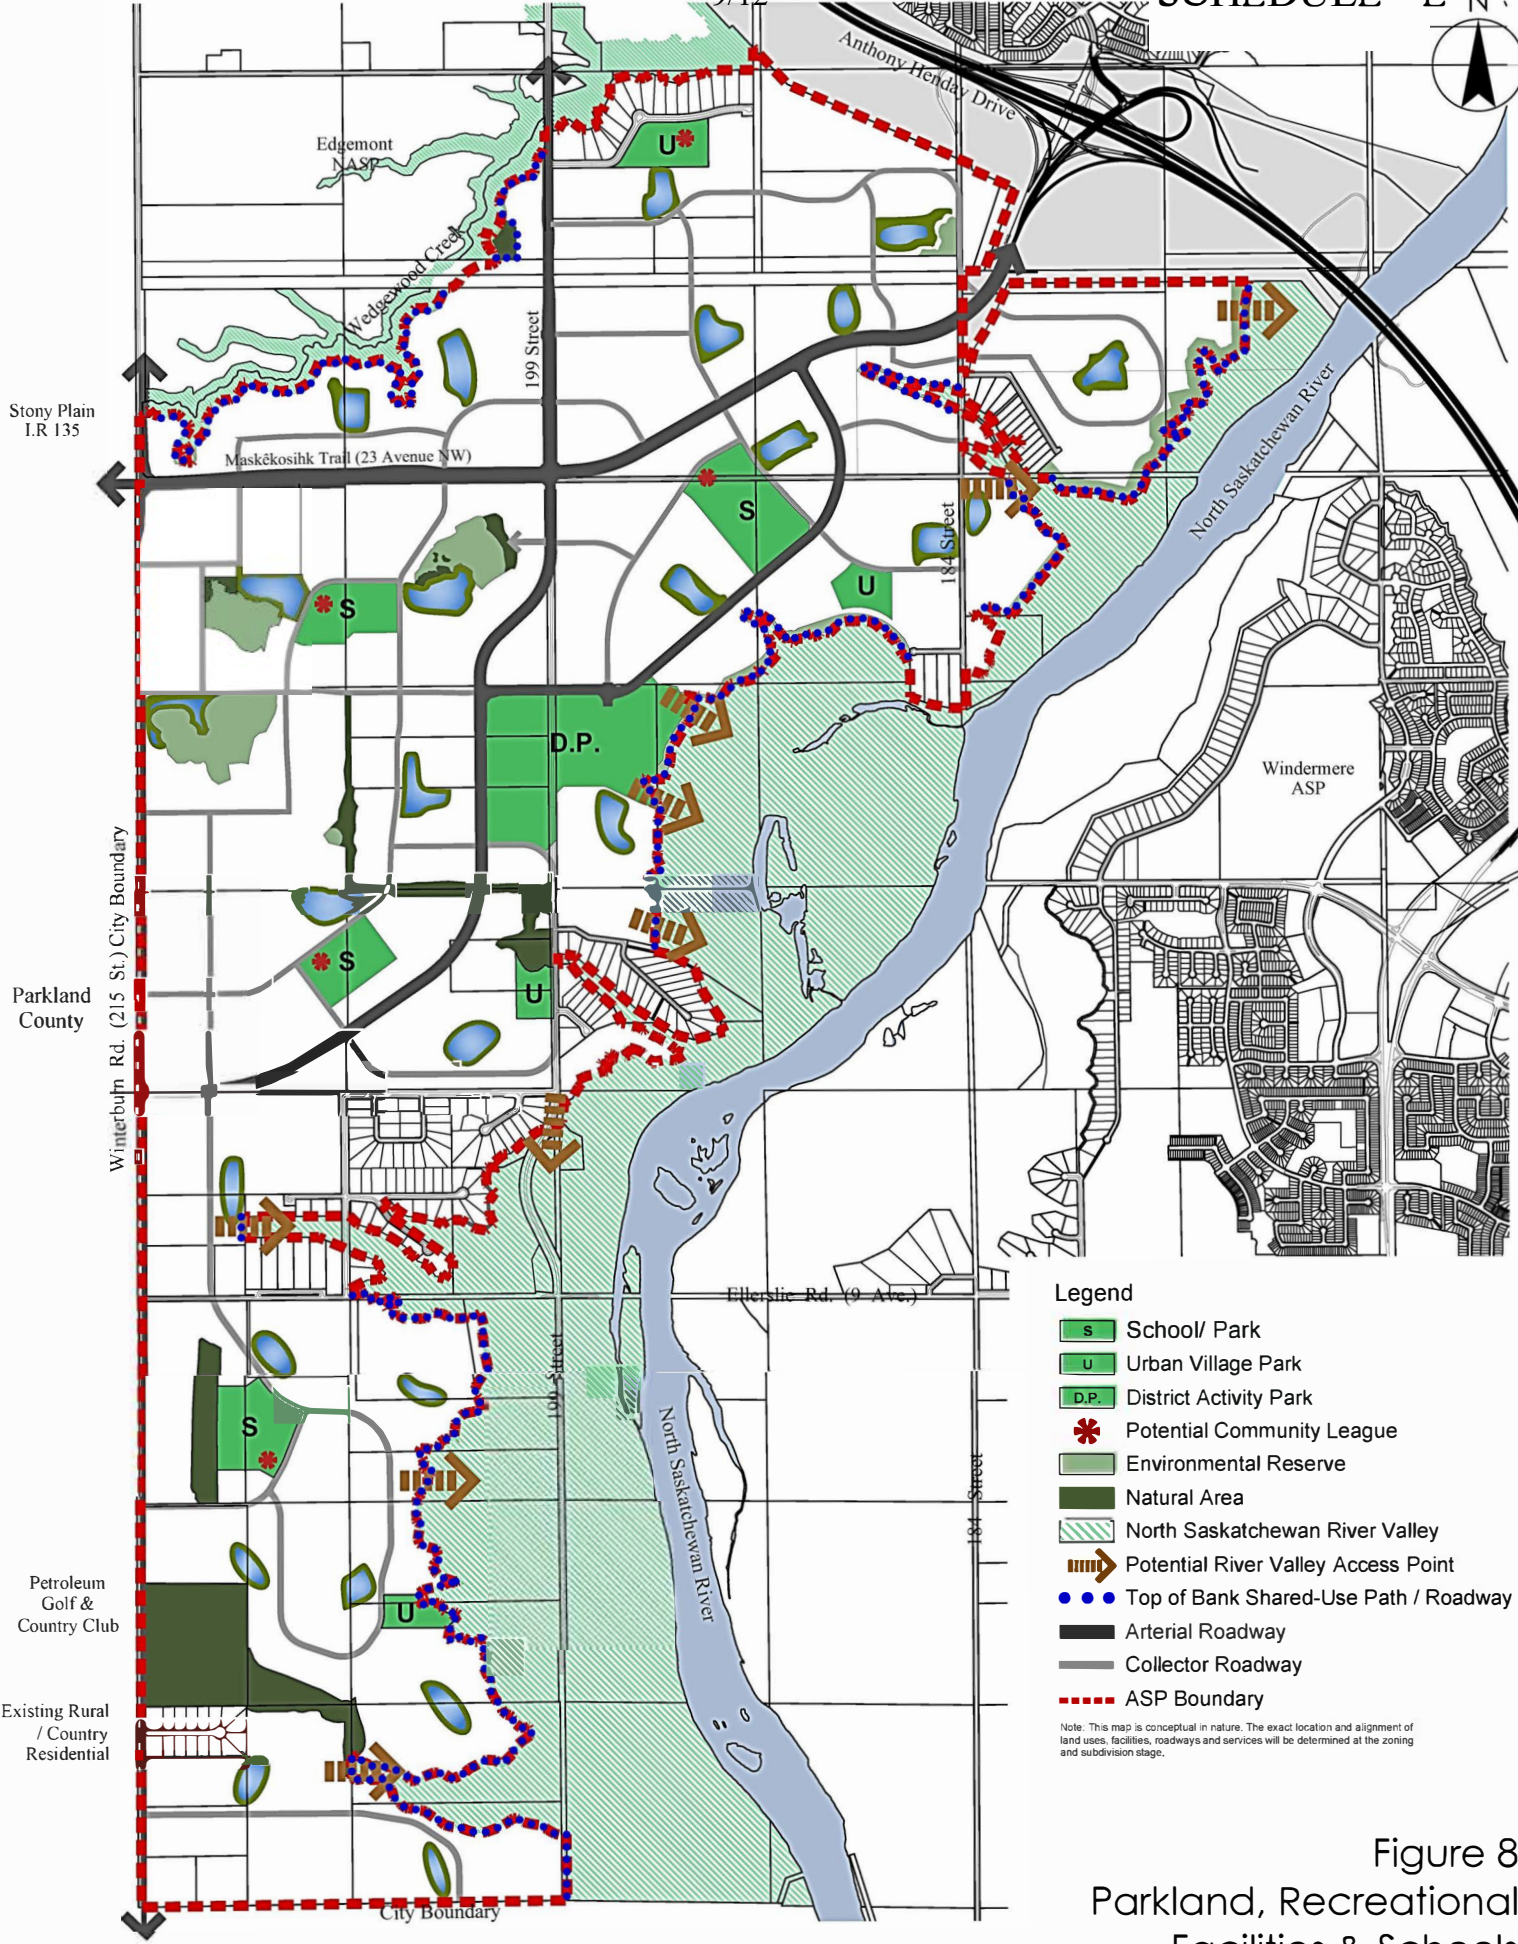 9/12
SCHEDULE "E"
N
Anthony Henday Drive
Edgemont
NASP
U
Wedgewood Creek
199 Street
Stony Plain
I.R 135
Maskêkosihk Trail (23 Avenue NW)
S
184 Street
North Saskatchewan River
S
U
D.P.
Windermere
ASP
Winterburn Rd. (215 St.) City Boundary
S
U
Parkland
County
Ellerslie Rd. (9 Ave.)
199 Street
S
North Saskatchewan River
184 Street
Petroleum
Golf &
Country Club
U
Existing Rural
/ Country
Residential
City Boundary
Legend
S School/ Park
U Urban Village Park
D.P. District Activity Park
Potential Community League
Environmental Reserve
Natural Area
North Saskatchewan River Valley
Potential River Valley Access Point
Top of Bank Shared-Use Path / Roadway
Arterial Roadway
Collector Roadway
ASP Boundary
Note: This map is conceptual in nature. The exact location and alignment of
land uses, facilities, roadways and services will be determined at the zoning
and subdivision stage.
Figure 8
Parkland, Recreational
Facilities & Schools